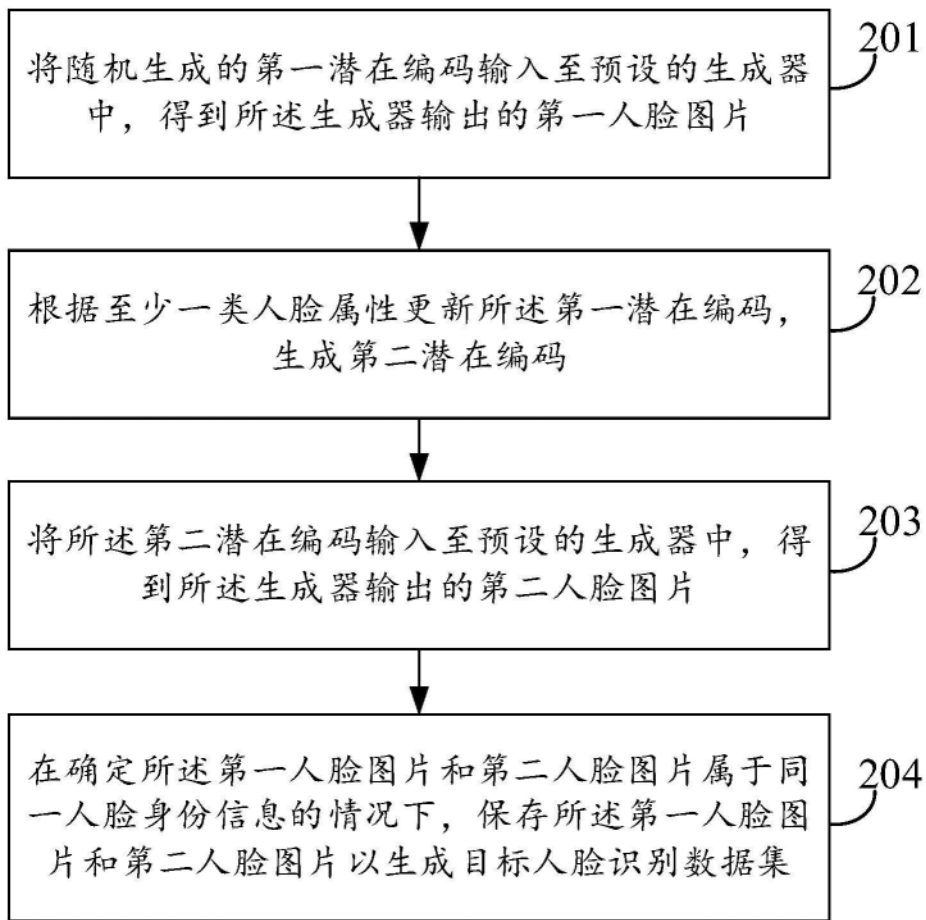 将随机生成的第一潜在编码输入至预设的生成器
中，得到所述生成器输出的第一人脸图片
201
根据至少一类人脸属性更新所述第一潜在编码，
生成第二潜在编码
202
将所述第二潜在编码输入至预设的生成器中，得
到所述生成器输出的第二人脸图片
203
在确定所述第一人脸图片和第二人脸图片属于同
一人脸身份信息的情况下，保存所述第一人脸图
片和第二人脸图片以生成目标人脸识别数据集
204